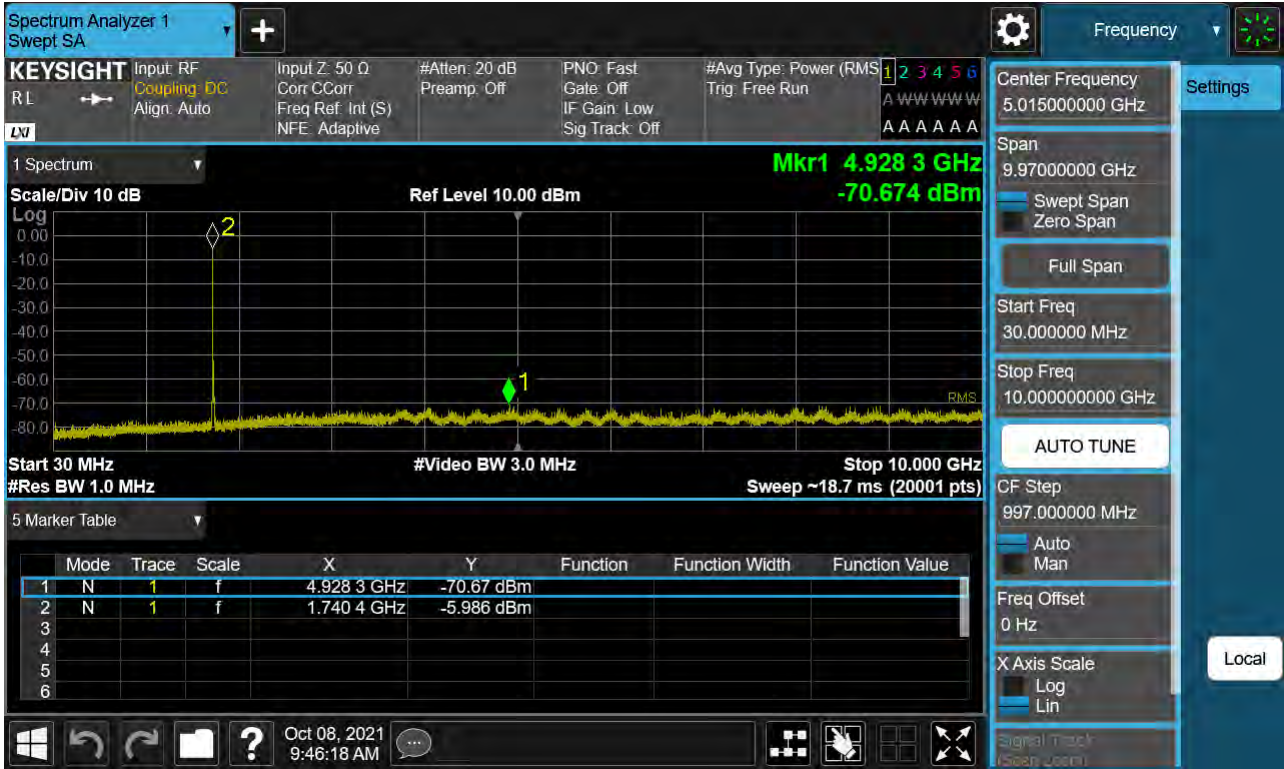 Spectrum Analyzer 1
Swept SA
+
Frequency
KEYSIGHT
RL
LXI
Input: RF
Coupling: DC
Align: Auto
Input Z: 50 Ω
Corr CCorr
Freq Ref: Int (S)
NFE: Adaptive
#Atten: 20 dB
Preamp: Off
PNO: Fast
Gate: Off
IF Gain: Low
Sig Track: Off
#Avg Type: Power (RMS
Trig: Free Run
1 2 3 4 5 6
A W W W W W
A A A A A A
1 Spectrum
Scale/Div 10 dB
Ref Level 10.00 dBm
Mkr1 4.928 3 GHz
-70.674 dBm
Log
0.00
-10.0
-20.0
-30.0
-40.0
-50.0
-60.0
-70.0
-80.0
2
1
RMS
Start 30 MHz
#Video BW 3.0 MHz
Stop 10.000 GHz
#Res BW 1.0 MHz
Sweep ~18.7 ms (20001 pts)
5 Marker Table
Mode Trace Scale X Y Function Function Width Function Value
1 N 1 f 4.928 3 GHz -70.67 dBm
2 N 1 f 1.740 4 GHz -5.986 dBm
3
4
5
6
Center Frequency
5.015000000 GHz
Settings
Span
9.97000000 GHz
Swept Span
Zero Span
Full Span
Start Freq
30.000000 MHz
Stop Freq
10.000000000 GHz
AUTO TUNE
CF Step
997.000000 MHz
Auto
Man
Freq Offset
0 Hz
X Axis Scale
Log
Lin
Local
Signal Track
(Span Zoom)
?
Oct 08, 2021
9:46:18 AM